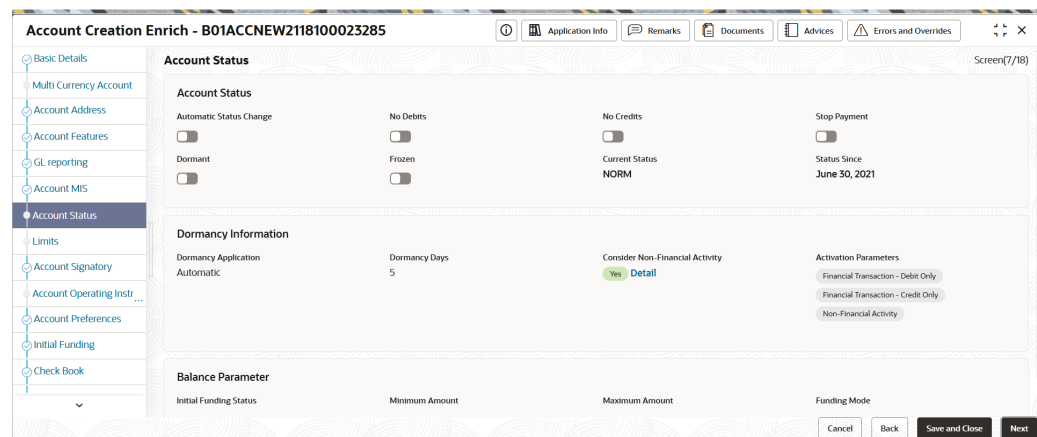 Account Creation Enrich - B01ACCNEW2118100023285
Application Info
Remarks
Documents
Advices
Errors and Overrides
Basic Details
Multi Currency Account
Account Address
Account Features
GL reporting
Account MIS
Account Status
Limits
Account Signatory
Account Operating Instr...
Account Preferences
Initial Funding
Check Book
Account Status
Screen(7/18)
Account Status
Automatic Status Change
No Debits
No Credits
Stop Payment
Dormant
Frozen
Current Status
Status Since
NORM
June 30, 2021
Dormancy Information
Dormancy Application
Dormancy Days
Consider Non-Financial Activity
Activation Parameters
Automatic
5
Yes Detail
Financial Transaction - Debit Only
Financial Transaction - Credit Only
Non-Financial Activity
Balance Parameter
Initial Funding Status
Minimum Amount
Maximum Amount
Funding Mode
Cancel
Back
Save and Close
Next